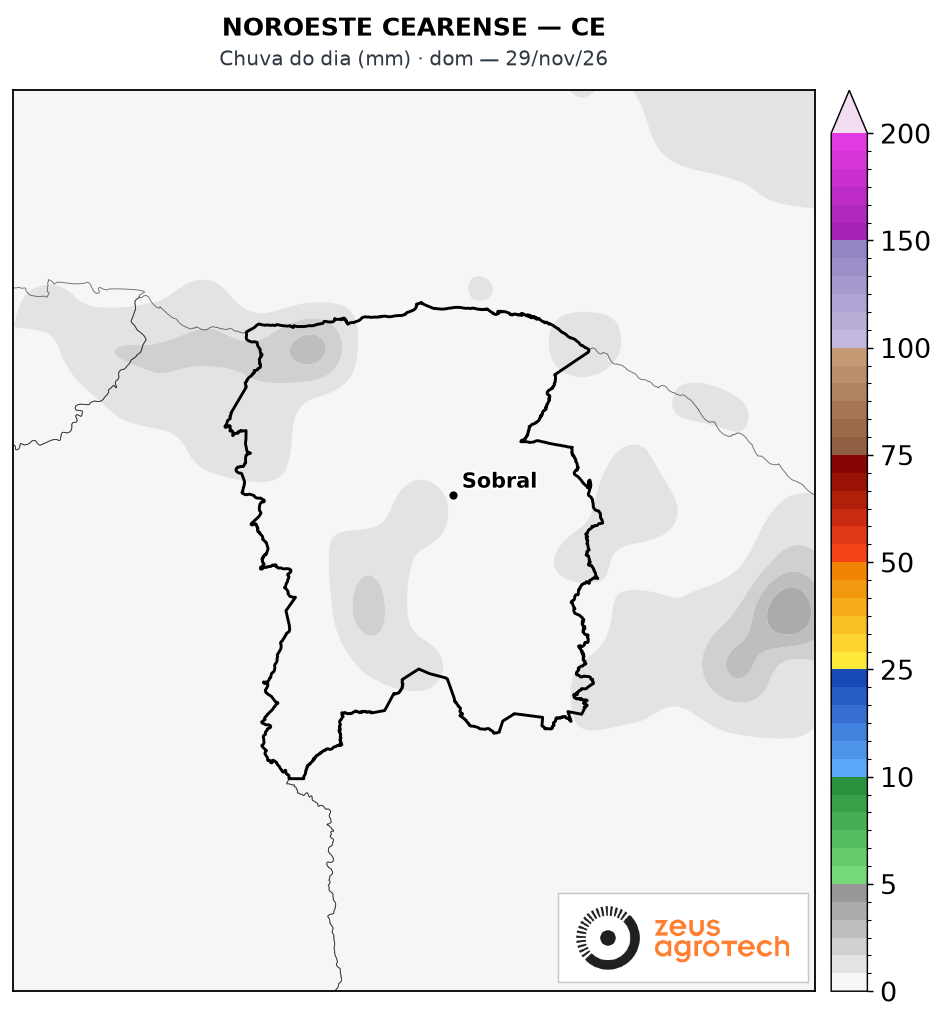 NOROESTE CEARENSE — CE
Chuva do dia (mm) · dom — 29/nov/26
200
150
100
75
50
25
10
5
0
Sobral
zeus
agrotech